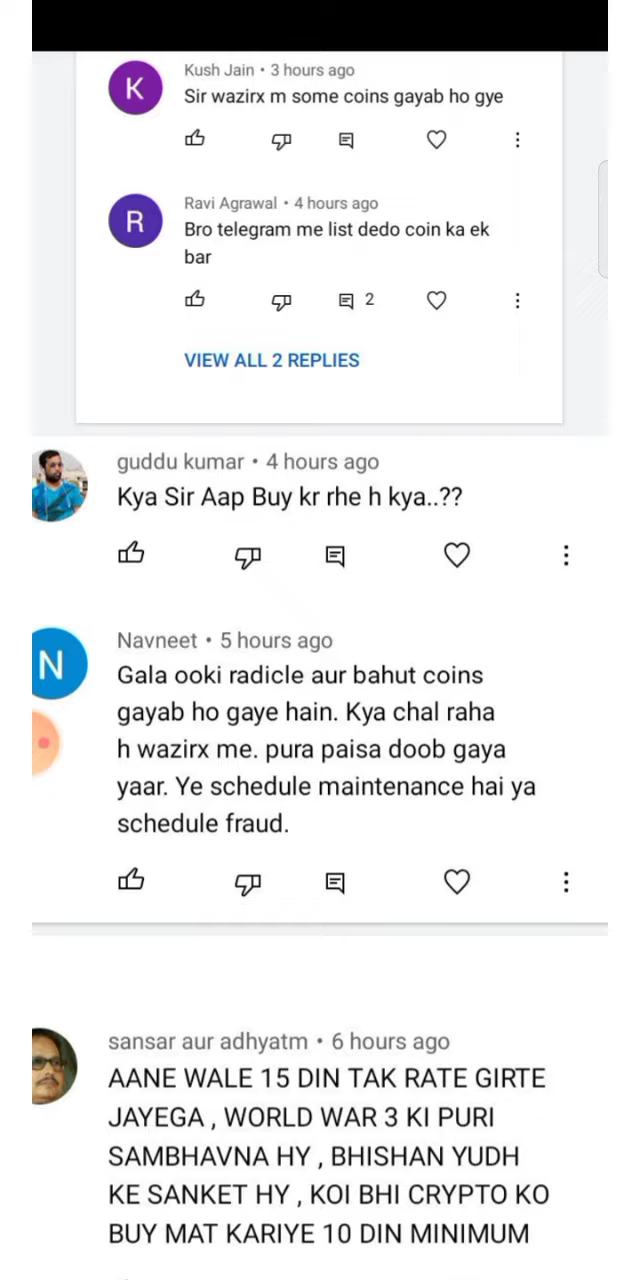 K
Kush Jain • 3 hours ago
Sir wazirx m some coins gayab ho gye
R
Ravi Agrawal • 4 hours ago
Bro telegram me list dedo coin ka ek
bar
2
VIEW ALL 2 REPLIES
guddu kumar • 4 hours ago
Kya Sir Aap Buy kr rhe h kya..??
N
Navneet • 5 hours ago
Gala ooki radicle aur bahut coins
gayab ho gaye hain. Kya chal raha
h wazirx me. pura paisa doob gaya
yaar. Ye schedule maintenance hai ya
schedule fraud.
sansar aur adhyatm • 6 hours ago
AANE WALE 15 DIN TAK RATE GIRTE
JAYEGA , WORLD WAR 3 KI PURI
SAMBHAVNA HY , BHISHAN YUDH
KE SANKET HY , KOI BHI CRYPTO KO
BUY MAT KARIYE 10 DIN MINIMUM